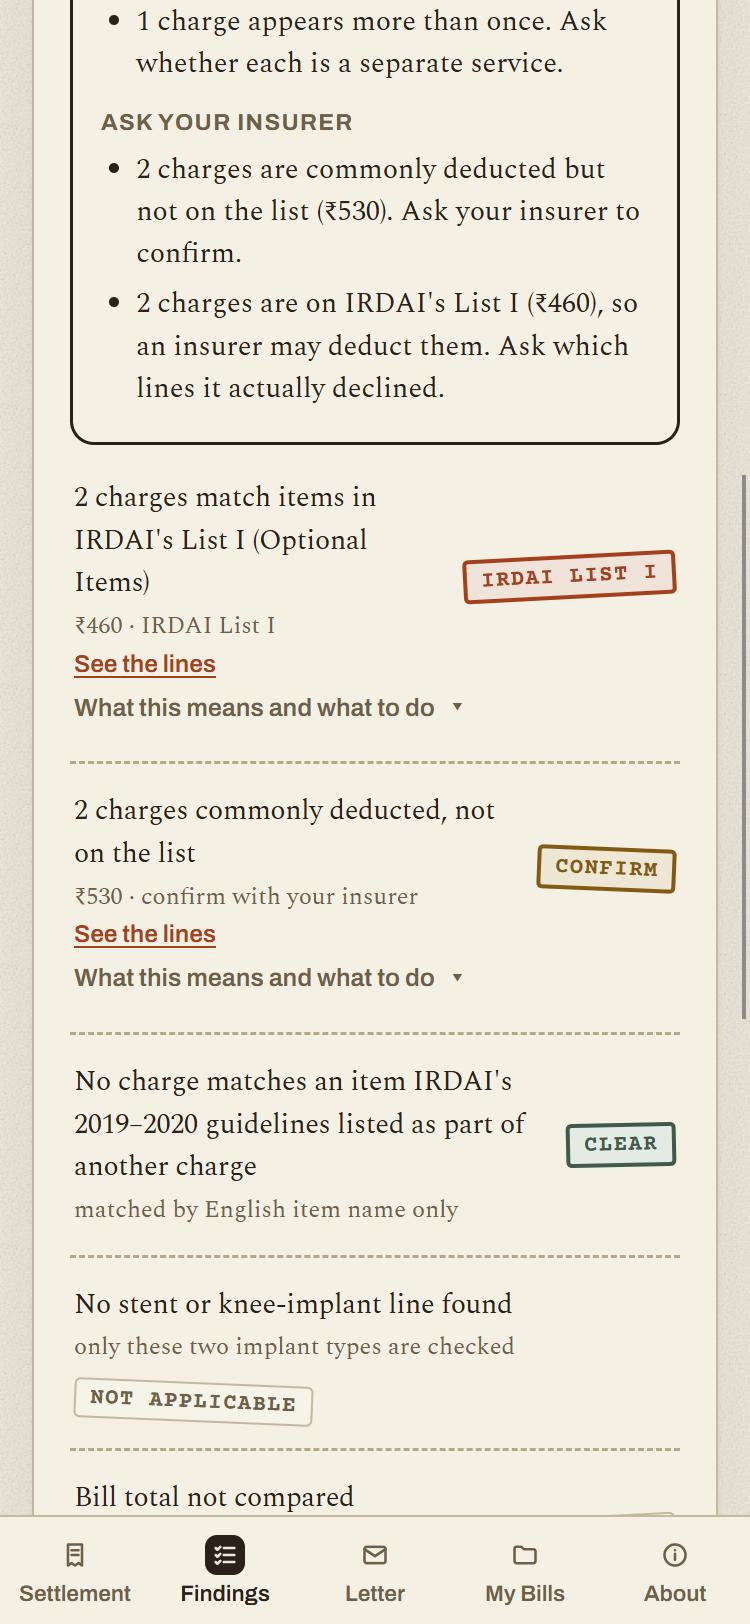 1 charge appears more than once. Ask
whether each is a separate service.
ASK YOUR INSURER
2 charges are commonly deducted but
not on the list (₹530). Ask your insurer to
confirm.
2 charges are on IRDAI's List I (₹460), so
an insurer may deduct them. Ask which
lines it actually declined.
2 charges match items in
IRDAI's List I (Optional
Items)
IRDAI LIST I
₹460 · IRDAI List I
See the lines
What this means and what to do
2 charges commonly deducted, not
on the list
CONFIRM
₹530 · confirm with your insurer
See the lines
What this means and what to do
No charge matches an item IRDAI's
2019–2020 guidelines listed as part of
another charge
CLEAR
matched by English item name only
No stent or knee-implant line found
only these two implant types are checked
NOT APPLICABLE
Bill total not compared
Settlement
Findings
Letter
My Bills
About